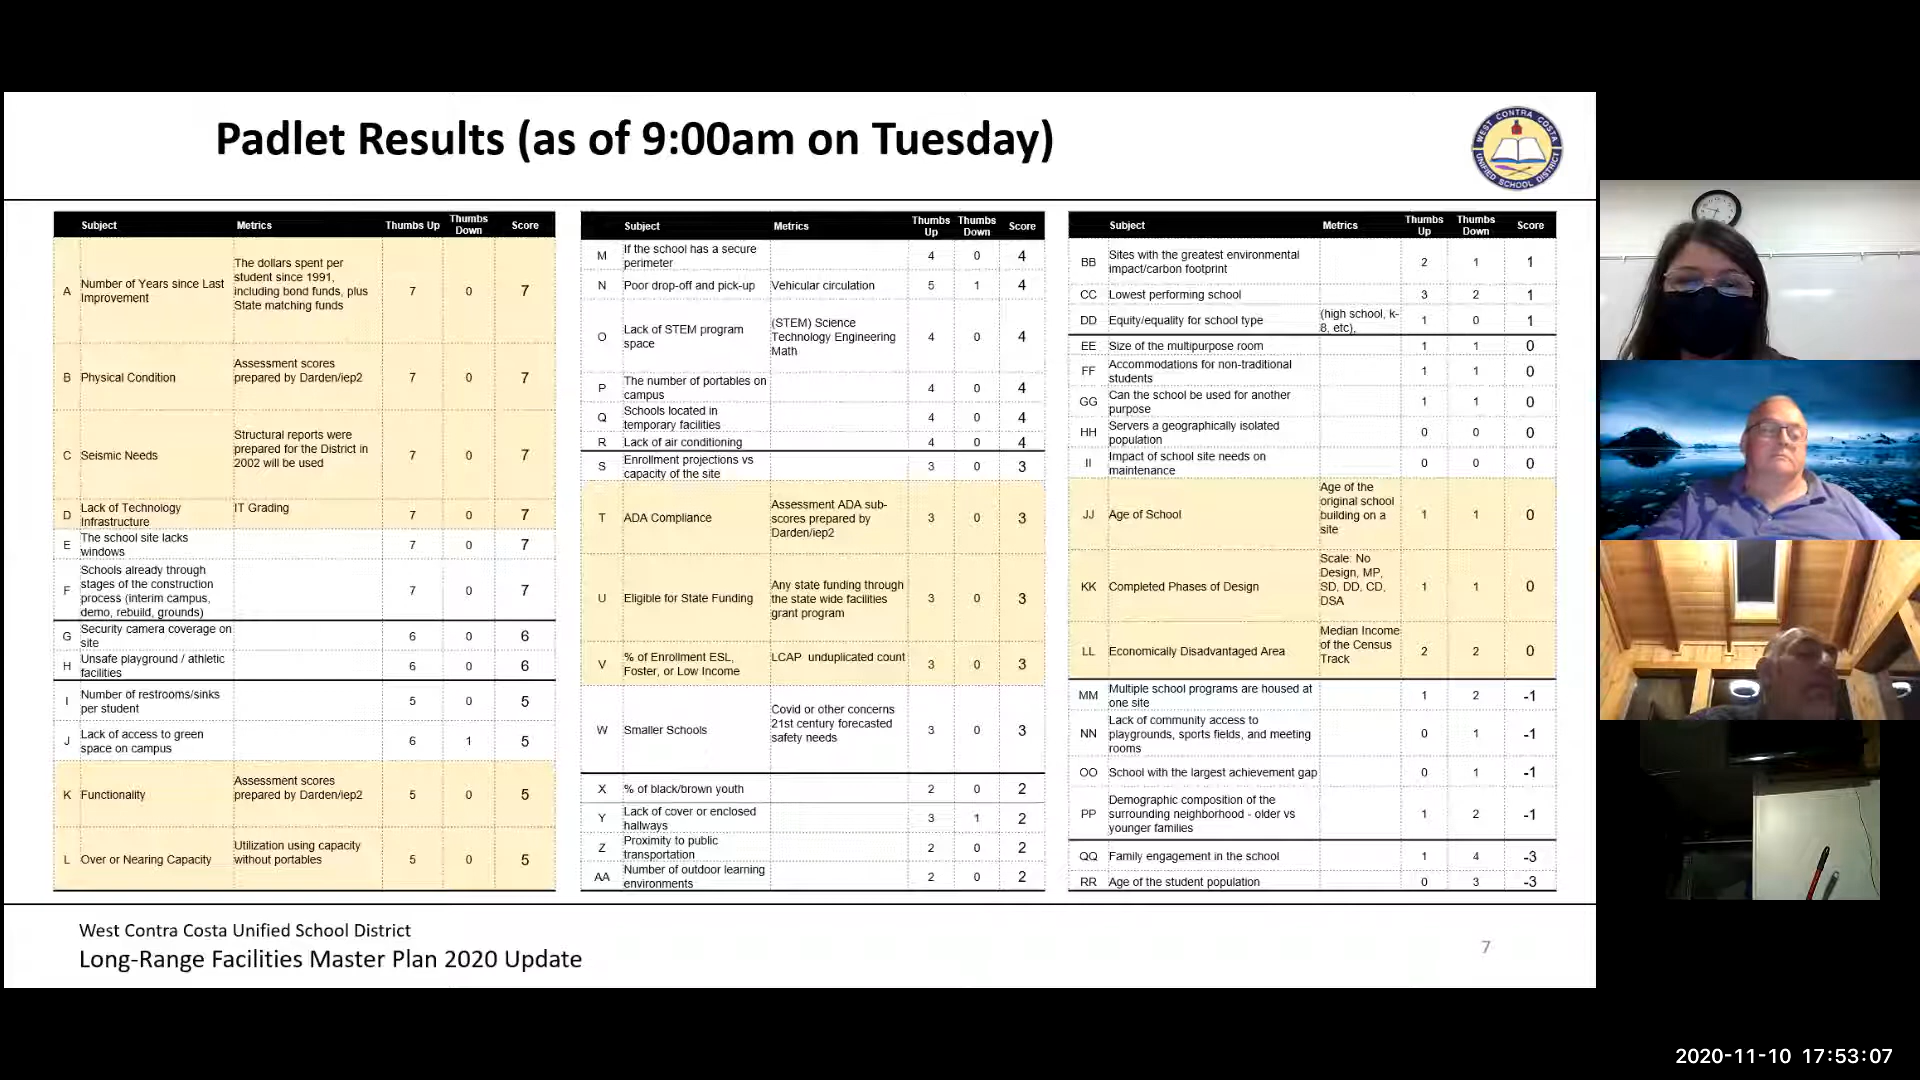 Padlet Results (as of 9:00am on Tuesday)
WEST CONTRA COSTA
UNIFIED SCHOOL DISTRICT
Subject Metrics Thumbs Up Thumbs Down Score
A Number of Years since Last Improvement The dollars spent per student since 1991, including bond funds, plus State matching funds 7 0 7
B Physical Condition Assessment scores prepared by Darden/iep2 7 0 7
C Seismic Needs Structural reports were prepared for the District in 2002 will be used 7 0 7
D Lack of Technology Infrastructure IT Grading 7 0 7
E The school site lacks windows 7 0 7
F Schools already through stages of the construction process (interim campus, demo, rebuild, grounds) 7 0 7
G Security camera coverage on site 6 0 6
H Unsafe playground / athletic facilities 6 0 6
I Number of restrooms/sinks per student 5 0 5
J Lack of access to green space on campus 6 1 5
K Functionality Assessment scores prepared by Darden/iep2 5 0 5
L Over or Nearing Capacity Utilization using capacity without portables 5 0 5
Subject Metrics Thumbs Up Thumbs Down Score
M If the school has a secure perimeter 4 0 4
N Poor drop-off and pick-up Vehicular circulation 5 1 4
O Lack of STEM program space (STEM) Science Technology Engineering Math 4 0 4
P The number of portables on campus 4 0 4
Q Schools located in temporary facilities 4 0 4
R Lack of air conditioning 4 0 4
S Enrollment projections vs capacity of the site 3 0 3
T ADA Compliance Assessment ADA sub-scores prepared by Darden/iep2 3 0 3
U Eligible for State Funding Any state funding through the state wide facilities grant program 3 0 3
V % of Enrollment ESL, Foster, or Low Income LCAP unduplicated count 3 0 3
W Smaller Schools Covid or other concerns 21st century forecasted safety needs 3 0 3
X % of black/brown youth 2 0 2
Y Lack of cover or enclosed hallways 3 1 2
Z Proximity to public transportation 2 0 2
AA Number of outdoor learning environments 2 0 2
Subject Metrics Thumbs Up Thumbs Down Score
BB Sites with the greatest environmental impact/carbon footprint 2 1 1
CC Lowest performing school 3 2 1
DD Equity/equality for school type (high school, k-8, etc), 1 0 1
EE Size of the multipurpose room 1 1 0
FF Accommodations for non-traditional students 1 1 0
GG Can the school be used for another purpose 1 1 0
HH Servers a geographically isolated population 0 0 0
II Impact of school site needs on maintenance 0 0 0
JJ Age of School Age of the original school building on a site 1 1 0
KK Completed Phases of Design Scale: No Design, MP, SD, DD, CD, DSA 1 1 0
LL Economically Disadvantaged Area Median Income of the Census Track 2 2 0
MM Multiple school programs are housed at one site 1 2 -1
NN Lack of community access to playgrounds, sports fields, and meeting rooms 0 1 -1
OO School with the largest achievement gap 0 1 -1
PP Demographic composition of the surrounding neighborhood - older vs younger families 1 2 -1
QQ Family engagement in the school 1 4 -3
RR Age of the student population 0 3 -3
West Contra Costa Unified School District
Long-Range Facilities Master Plan 2020 Update
7
2020-11-10 17:53:07